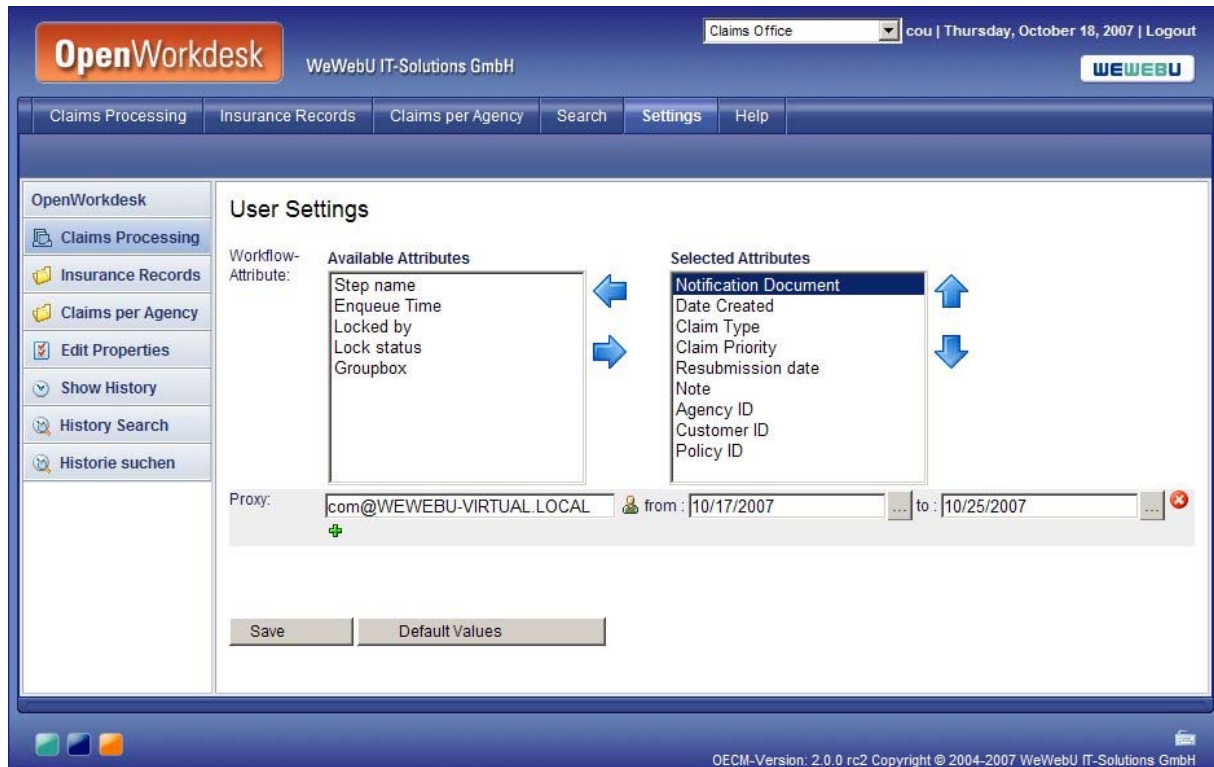 Claims Office cou | Thursday, October 18, 2007 | Logout
OpenWorkdesk WeWebU IT-Solutions GmbH WEWEBU
Claims Processing Insurance Records Claims per Agency Search Settings Help
OpenWorkdesk
Claims Processing
Insurance Records
Claims per Agency
Edit Properties
Show History
History Search
Historie suchen
User Settings
Workflow-
Attribute:
Available Attributes
Step name
Enqueue Time
Locked by
Lock status
Groupbox
Selected Attributes
Notification Document
Date Created
Claim Type
Claim Priority
Resubmission date
Note
Agency ID
Customer ID
Policy ID
Proxy: com@WEWEBU-VIRTUAL.LOCAL from : 10/17/2007 ... to : 10/25/2007 ...
Save Default Values
OECM-Version: 2.0.0 rc2 Copyright © 2004-2007 WeWebU IT-Solutions GmbH